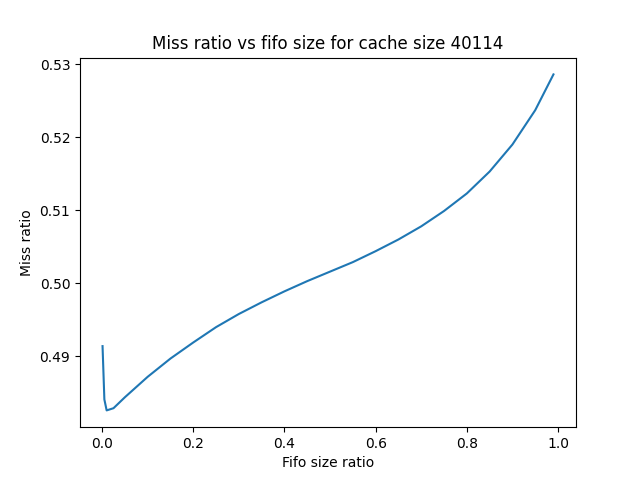 Miss ratio vs fifo size for cache size 40114
0.53
0.52
0.51
0.50
0.49
Miss ratio
0.0 0.2 0.4 0.6 0.8 1.0
Fifo size ratio